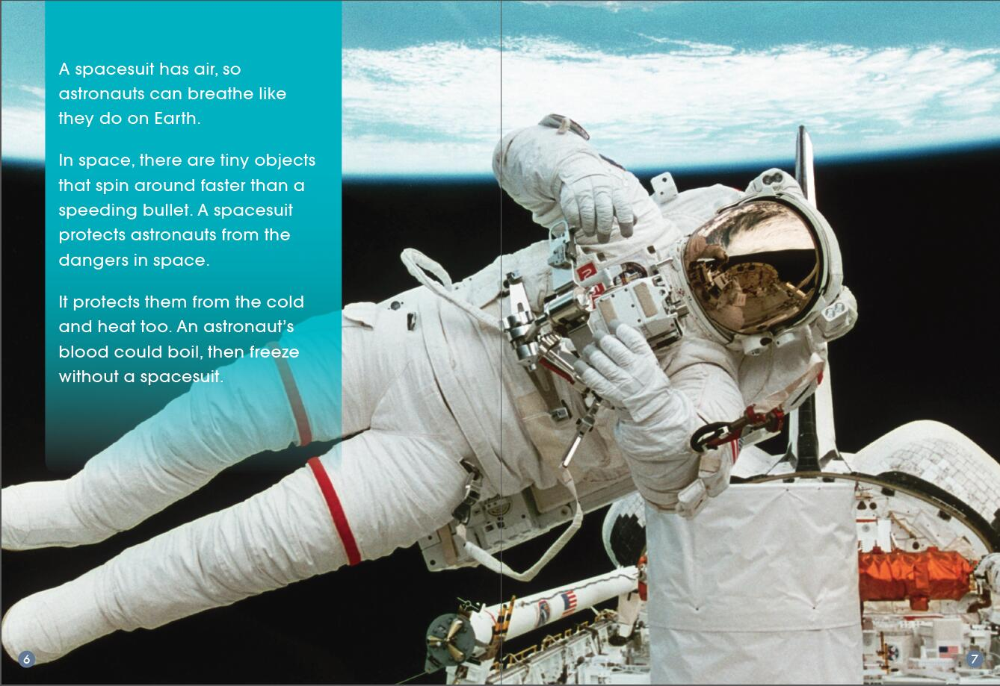 A spacesuit has air, so
astronauts can breathe like
they do on Earth.
In space, there are tiny objects
that spin around faster than a
speeding bullet. A spacesuit
protects astronauts from the
dangers in space.
It protects them from the cold
and heat too. An astronaut's
blood could boil, then freeze
without a spacesuit.
6
7